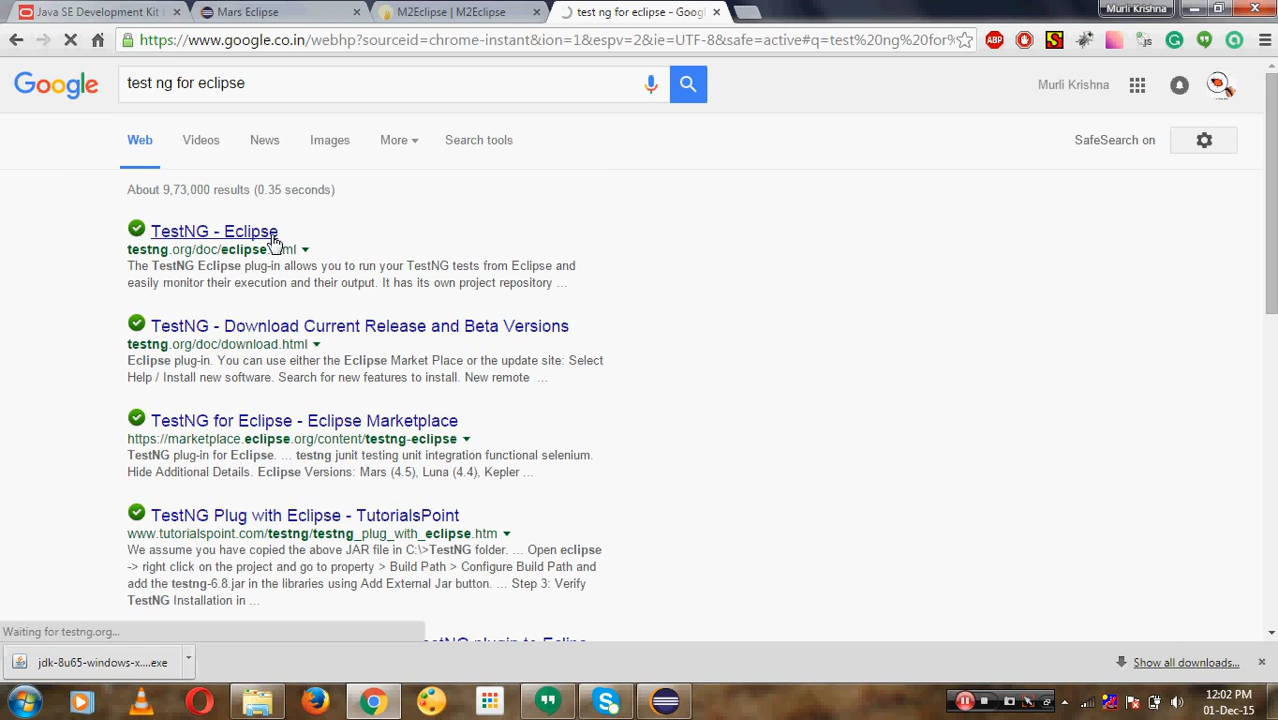 Java SE Development Kit
Mars Eclipse
M2Eclipse | M2Eclipse
test ng for eclipse - Goog
Murli Krishna
https://www.google.co.in/webhp?sourceid=chrome-instant&ion=1&espv=2&ie=UTF-8&safe=active#q=test%20ng%20for%
ABP
S
js
Google
test ng for eclipse
Murli Krishna
Web
Videos
News
Images
More
Search tools
SafeSearch on
About 9,73,000 results (0.35 seconds)
TestNG - Eclipse
testng.org/doc/eclipse.html
The TestNG Eclipse plug-in allows you to run your TestNG tests from Eclipse and
easily monitor their execution and their output. It has its own project repository ...
TestNG - Download Current Release and Beta Versions
testng.org/doc/download.html
Eclipse plug-in. You can use either the Eclipse Market Place or the update site: Select
Help / Install new software. Search for new features to install. New remote ...
TestNG for Eclipse - Eclipse Marketplace
https://marketplace.eclipse.org/content/testng-eclipse
TestNG plug-in for Eclipse. ... testng junit testing unit integration functional selenium.
Hide Additional Details. Eclipse Versions: Mars (4.5), Luna (4.4), Kepler ...
TestNG Plug with Eclipse - TutorialsPoint
www.tutorialspoint.com/testng/testng_plug_with_eclipse.htm
We assume you have copied the above JAR file in C:\>TestNG folder. ... Open eclipse
-> right click on the project and go to property > Build Path > Configure Build Path and
add the testng-6.8.jar in the libraries using Add External Jar button. ... Step 3: Verify
TestNG Installation in ...
Waiting for testng.org...
jdk-8u65-windows-x....exe
Show all downloads...
12:02 PM
01-Dec-15